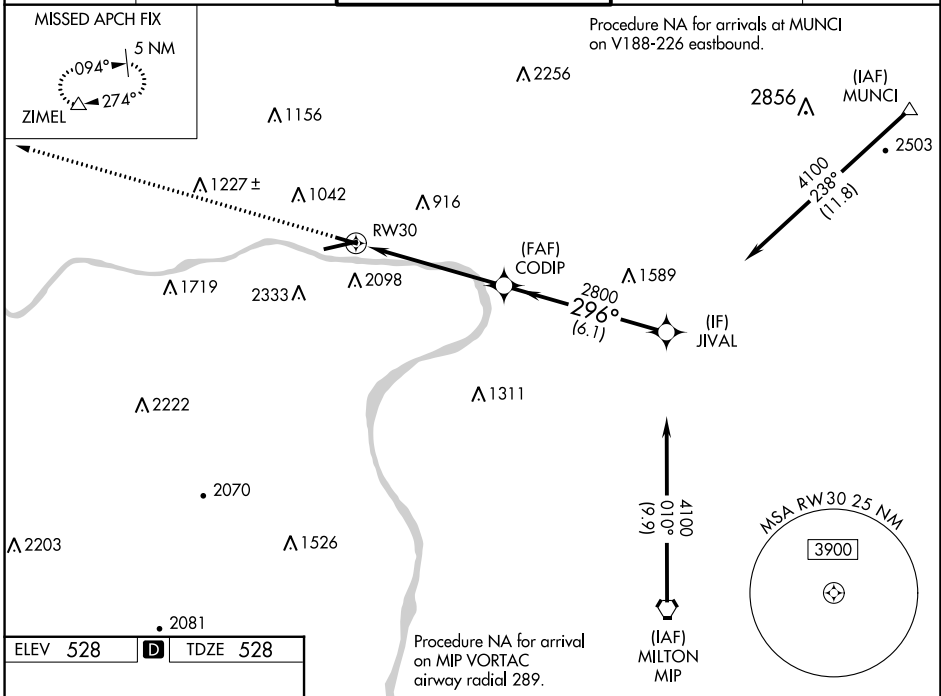 MISSED APCH FIX
5 NM
094°
274°
ZIMEL
Procedure NA for arrivals at MUNCI
on V188-226 eastbound.
2256
1156
2856
(IAF)
MUNCI
2503
4100
238°
(11.8)
1227 ±
1042
916
RW30
(FAF)
CODIP
1589
2800
296°
(6.1)
(IF)
JIVAL
1719
2333
2098
2222
1311
2070
4100
010°
(9.9)
MSA RW30 25 NM
3900
2203
1526
2081
(IAF)
MILTON
MIP
Procedure NA for arrival
on MIP VORTAC
airway radial 289.
ELEV 528 D TDZE 528